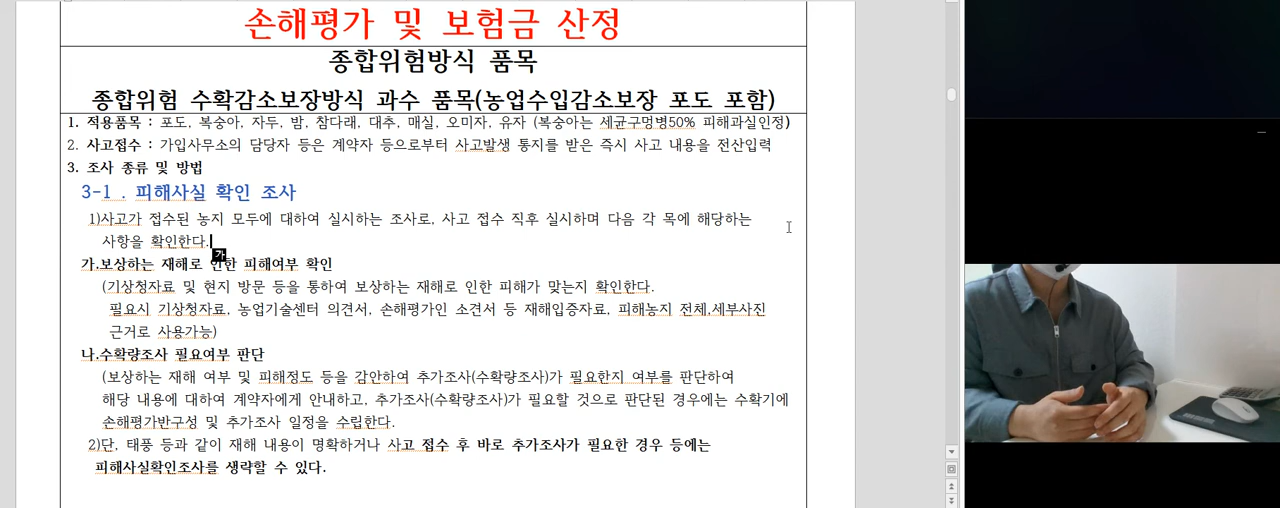 손해평가 및 보험금 산정
종합위험방식 품목
종합위험 수확감소보장방식 과수 품목(농업수입감소보장 포도 포함)
1. 적용품목 : 포도, 복숭아, 자두, 밤, 참다래, 대추, 매실, 오미자, 유자 (복숭아는 세균구멍병50% 피해과실인정)
2. 사고접수 : 가입사무소의 담당자 등은 계약자 등으로부터 사고발생 통지를 받은 즉시 사고 내용을 전산입력
3. 조사 종류 및 방법
3-1 . 피해사실 확인 조사
1)사고가 접수된 농지 모두에 대하여 실시하는 조사로, 사고 접수 직후 실시하며 다음 각 목에 해당하는
사항을 확인한다.
가
가.보상하는 재해로 인한 피해여부 확인
(기상청자료 및 현지 방문 등을 통하여 보상하는 재해로 인한 피해가 맞는지 확인한다.
필요시 기상청자료, 농업기술센터 의견서, 손해평가인 소견서 등 재해입증자료, 피해농지 전체,세부사진
근거로 사용가능)
나.수확량조사 필요여부 판단
(보상하는 재해 여부 및 피해정도 등을 감안하여 추가조사(수확량조사)가 필요한지 여부를 판단하여
해당 내용에 대하여 계약자에게 안내하고, 추가조사(수확량조사)가 필요할 것으로 판단된 경우에는 수확기에
손해평가반구성 및 추가조사 일정을 수립한다.
2)단, 태풍 등과 같이 재해 내용이 명확하거나 사고 접수 후 바로 추가조사가 필요한 경우 등에는
피해사실확인조사를 생략할 수 있다.